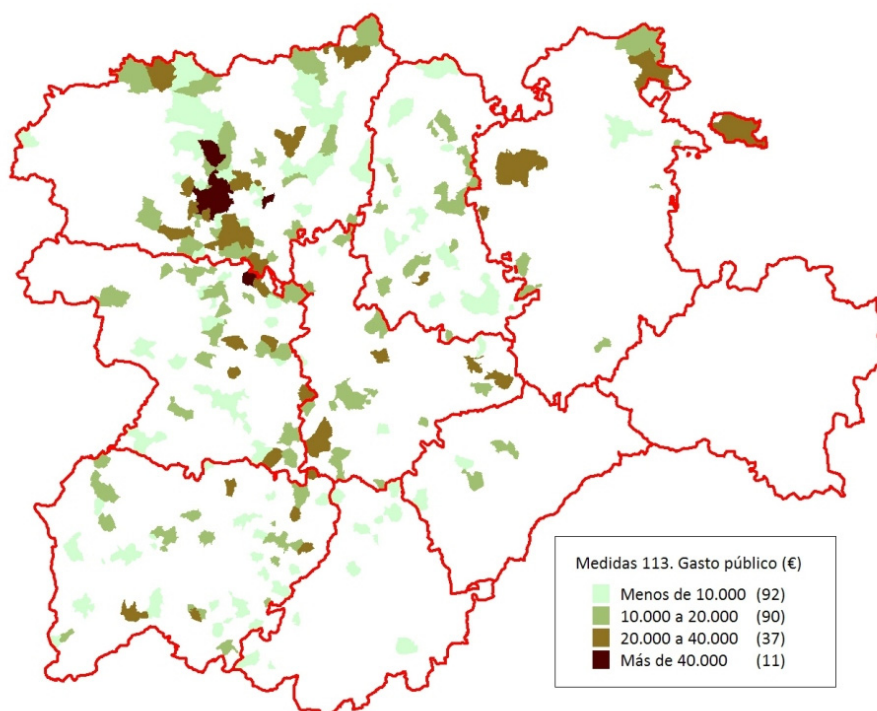 Medidas 113. Gasto público (€)
Menos de 10.000 (92)
10.000 a 20.000 (90)
20.000 a 40.000 (37)
Más de 40.000 (11)